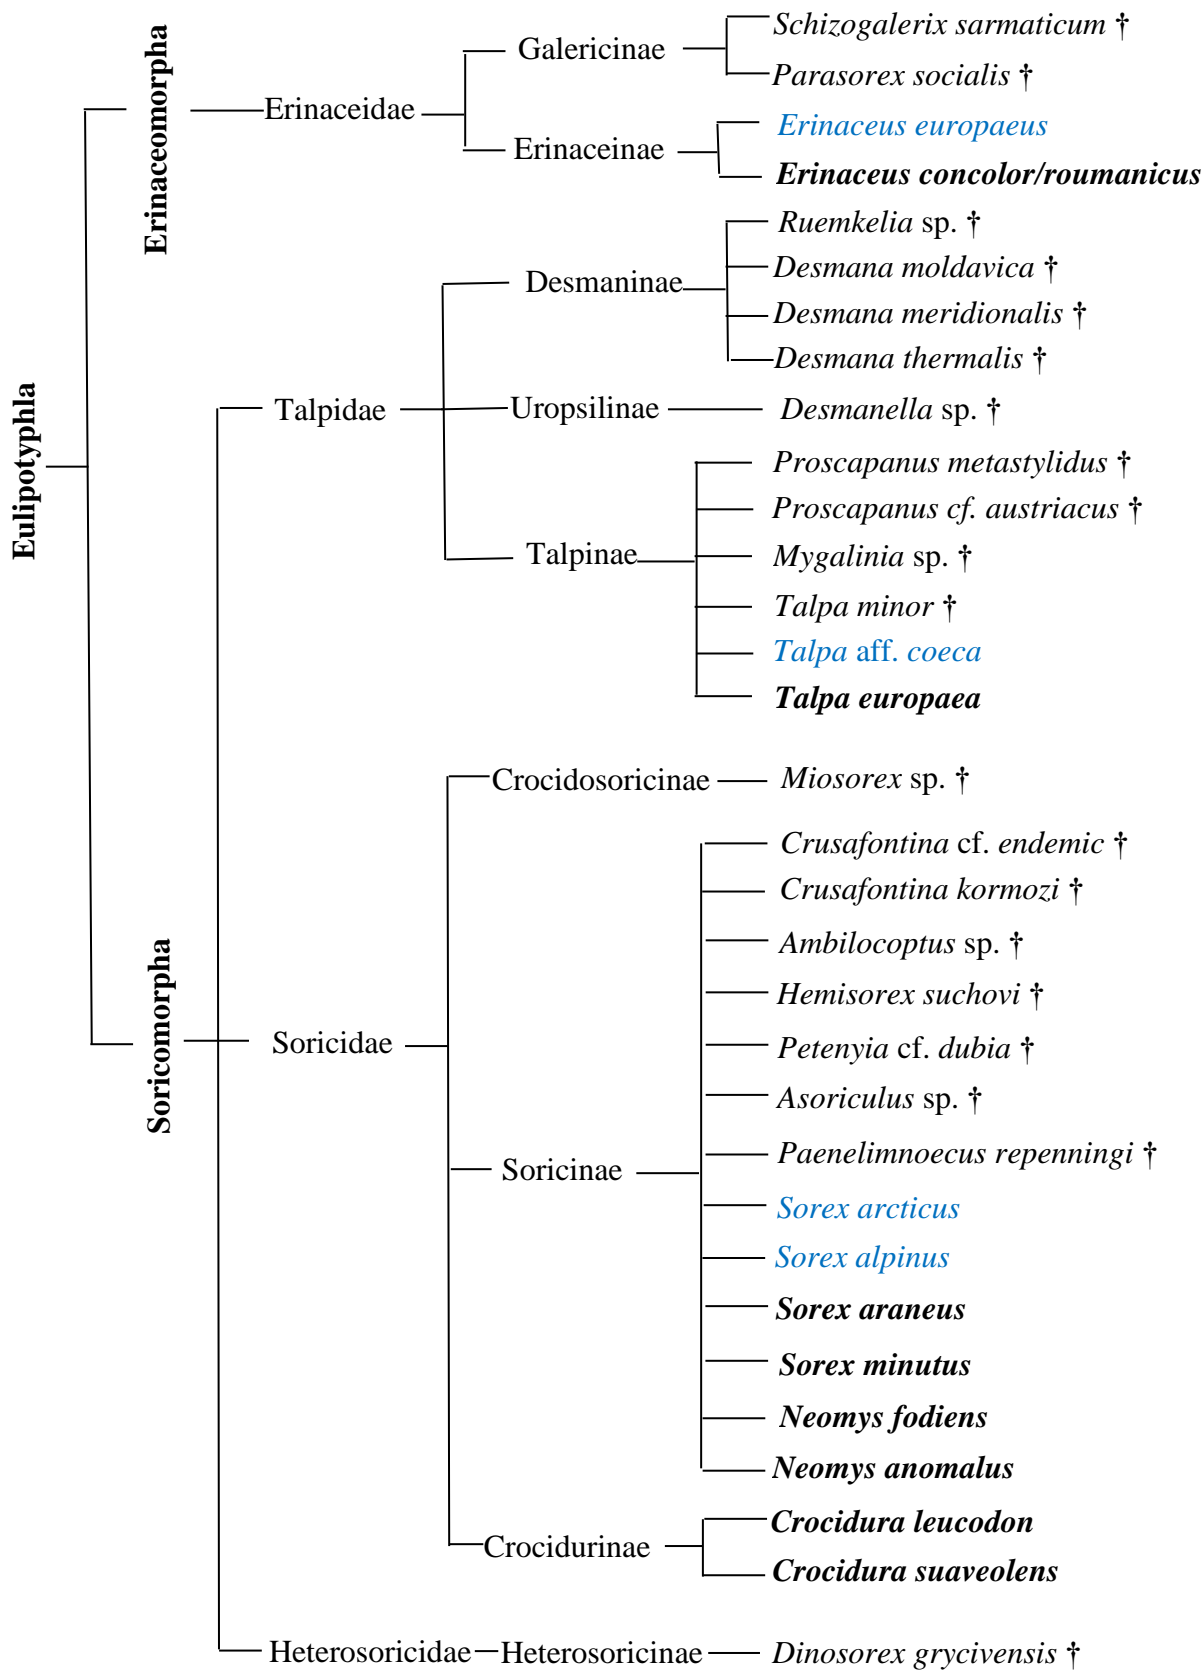 Eulipotyphla
Erinaceomorpha
Erinaceidae
Galericinae
Schizogalerix sarmaticum †
Parasorex socialis †
Erinaceinae
Erinaceus europaeus
Erinaceus concolor/roumanicus
Soricomorpha
Talpidae
Desmaninae
Ruemkelia sp. †
Desmana moldavica †
Desmana meridionalis †
Desmana thermalis †
Uropsilinae
Desmanella sp. †
Talpinae
Proscapanus metastylidus †
Proscapanus cf. austriacus †
Mygalinia sp. †
Talpa minor †
Talpa aff. coeca
Talpa europaea
Soricidae
Crocidosoricinae
Miosorex sp. †
Soricinae
Crusafontina cf. endemic †
Crusafontina kormozi †
Ambilocoptus sp. †
Hemisorex suchovi †
Petenyia cf. dubia †
Asoriculus sp. †
Paenelimnoecus repenningi †
Sorex arcticus
Sorex alpinus
Sorex araneus
Sorex minutus
Neomys fodiens
Neomys anomalus
Crocidurinae
Crocidura leucodon
Crocidura suaveolens
Heterosoricidae
Heterosoricinae
Dinosorex grycivensis †